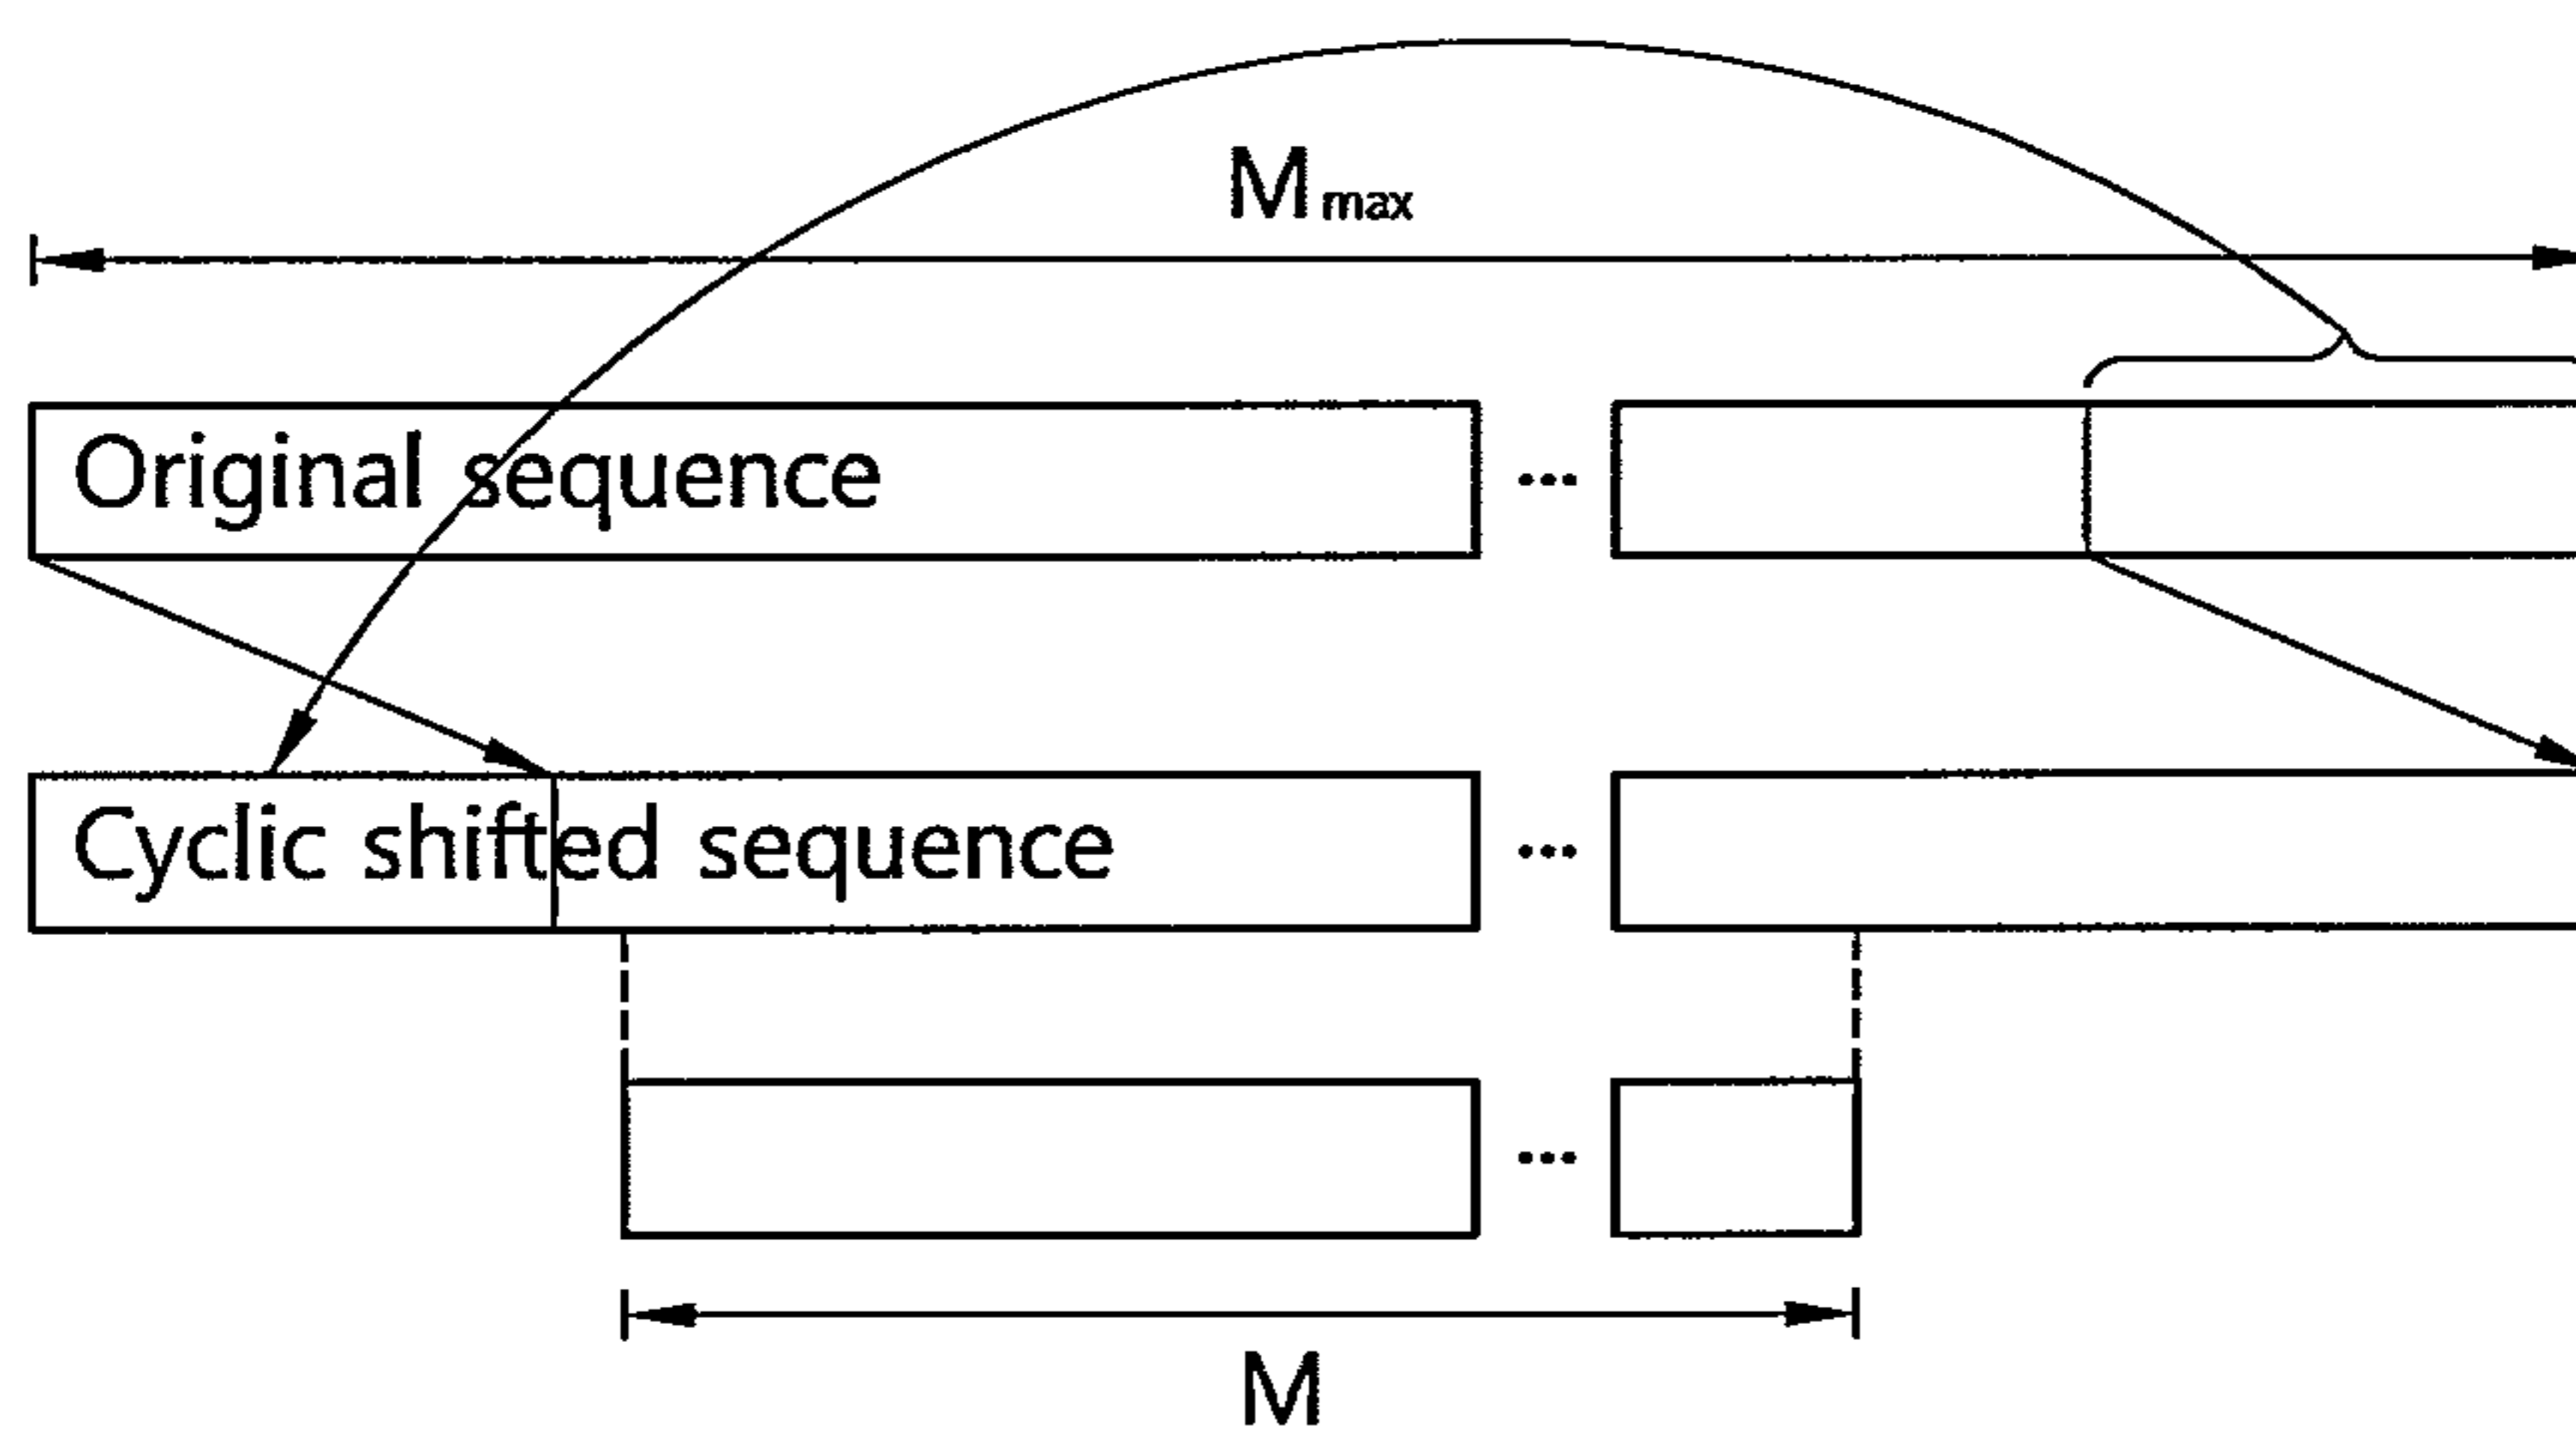 Mmax
Original sequence ...
Cyclic shifted sequence ...
...
M